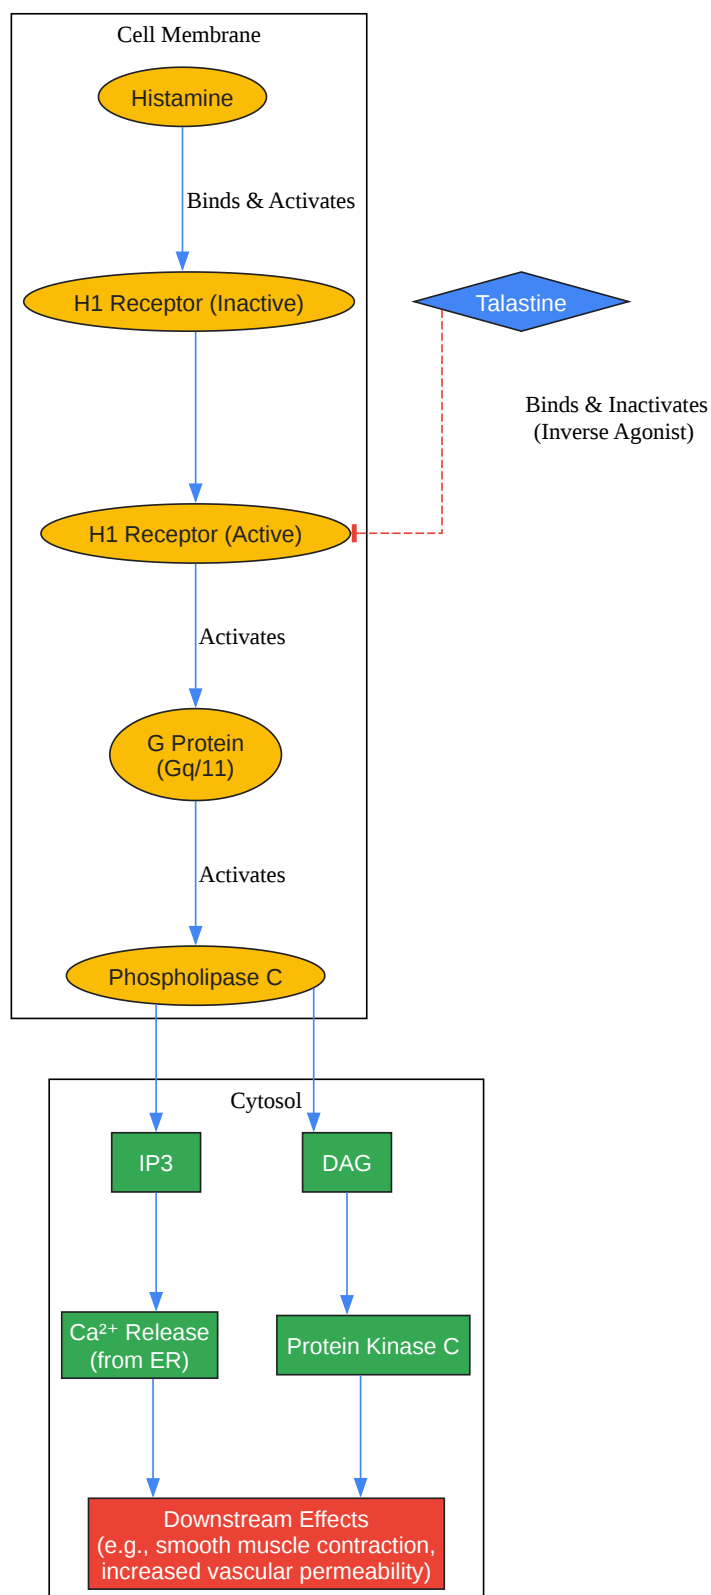 Cell Membrane
Histamine
Binds & Activates
H1 Receptor (Inactive)
Talastine
Binds & Inactivates
(Inverse Agonist)
H1 Receptor (Active)
Activates
G Protein
(Gq/11)
Activates
Phospholipase C
Cytosol
IP3
DAG
Ca²⁺ Release
(from ER)
Protein Kinase C
Downstream Effects
(e.g., smooth muscle contraction,
increased vascular permeability)